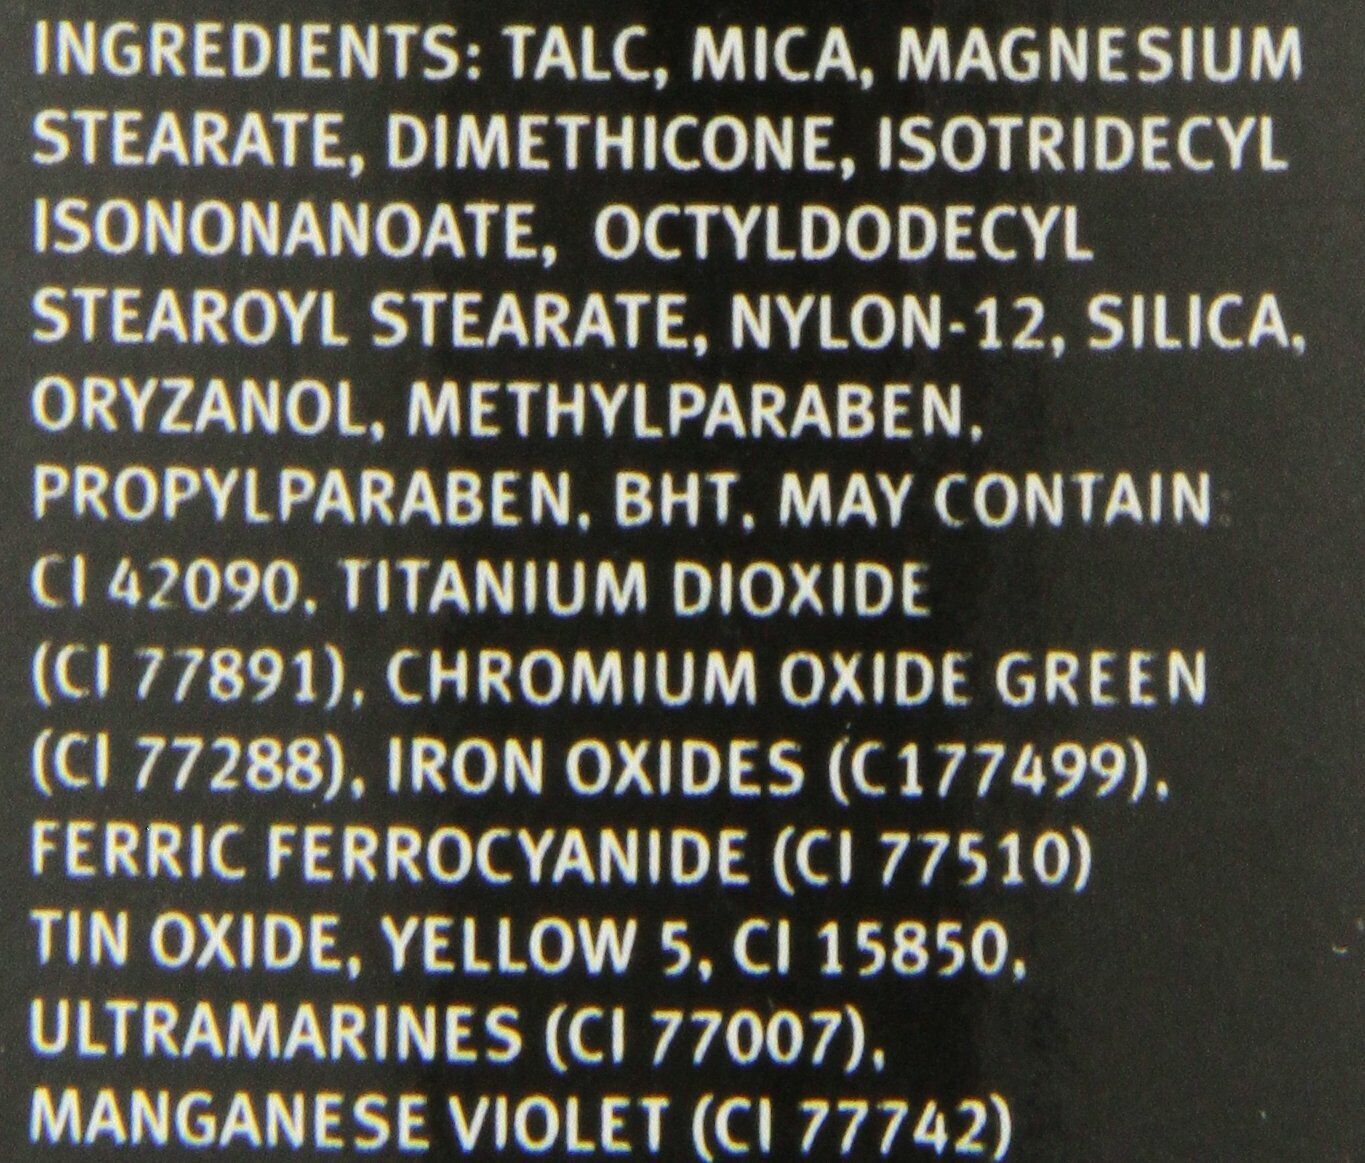 INGREDIENTS: TALC, MICA, MAGNESIUM
STEARATE, DIMETHICONE, ISOTRIDECYL
ISONONANOATE, OCTYLDODECYL
STEAROYL STEARATE, NYLON-12, SILICA,
ORYZANOL, METHYLPARABEN,
PROPYLPARABEN, BHT, MAY CONTAIN
CI 42090, TITANIUM DIOXIDE
(CI 77891), CHROMIUM OXIDE GREEN
(CI 77288), IRON OXIDES (C177499),
FERRIC FERROCYANIDE (CI 77510)
TIN OXIDE, YELLOW 5, CI 15850,
ULTRAMARINES (CI 77007),
MANGANESE VIOLET (CI 77742)